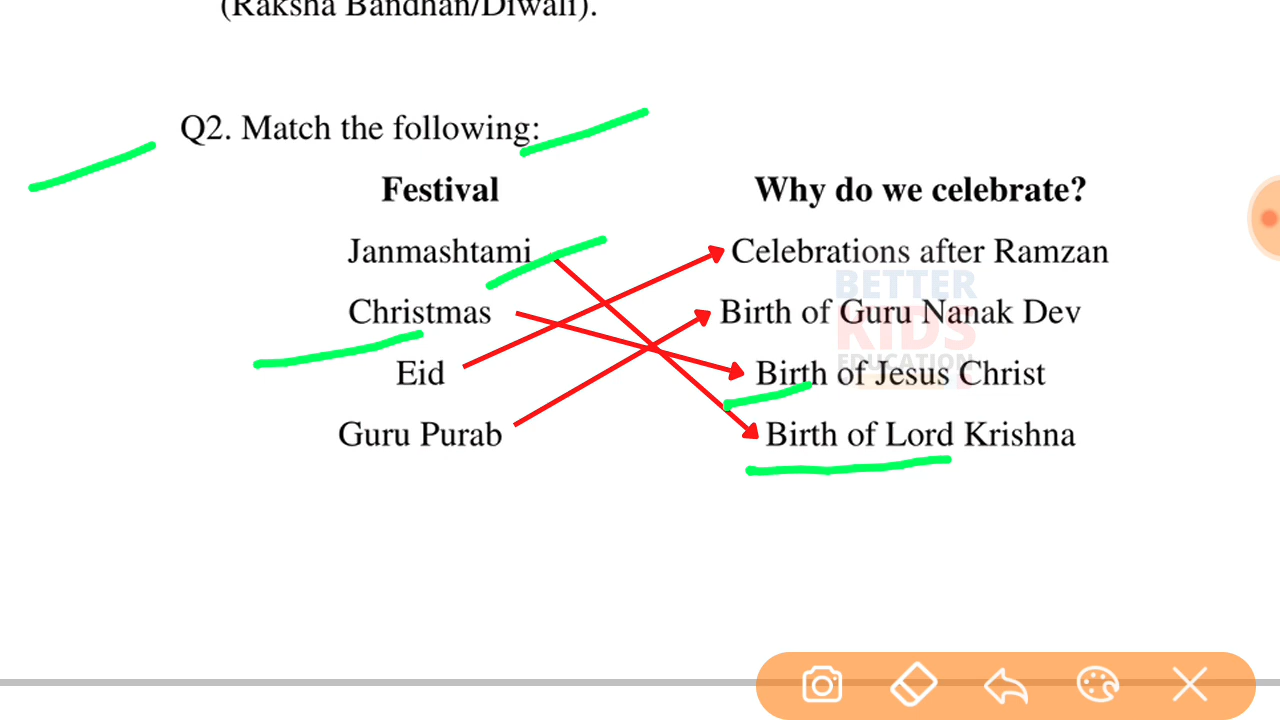 (Raksha Bandhan/Diwali).
Q2. Match the following:
Festival Why do we celebrate?
Janmashtami Celebrations after Ramzan
BETTER
Christmas Birth of Guru Nanak Dev
KIDS
EDUCATION
Eid Birth of Jesus Christ
Guru Purab Birth of Lord Krishna